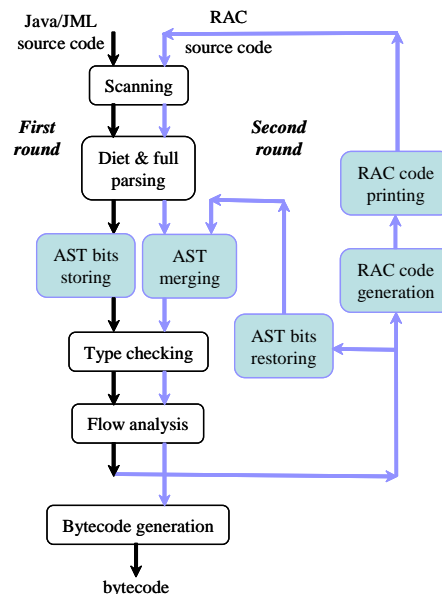 Java/JML
source code
RAC
source code
Scanning
First
round
Second
round
Diet & full
parsing
RAC code
printing
AST bits
storing
AST
merging
RAC code
generation
AST bits
restoring
Type checking
Flow analysis
Bytecode generation
bytecode